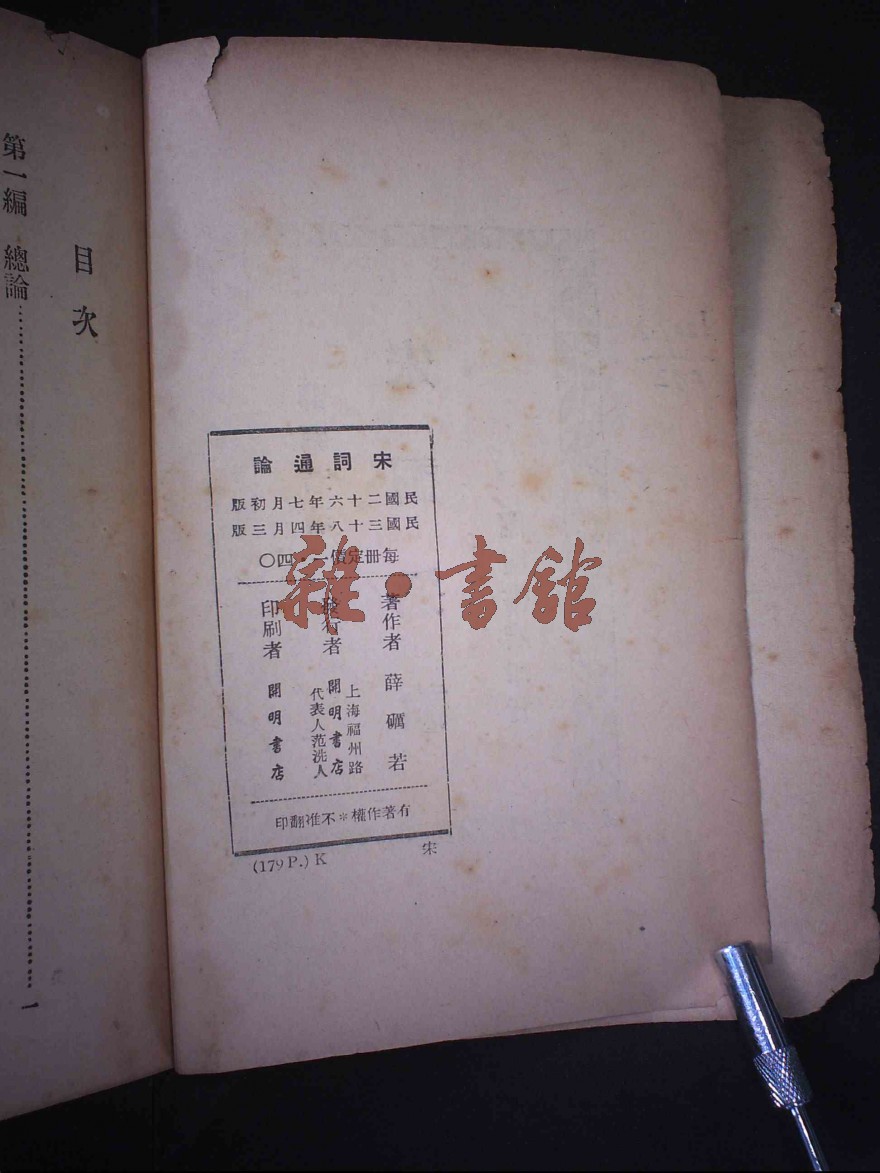 宋詞通論
民國二十六年七月初版
民國三十八年四月三版
每冊定價一·四〇
著作者 薛礪若
發行者
上海福州路
開明書店
代表人范洗人
印刷者 開明書店
有著作權＊不准翻印
宋
(179 P.) K
目次
第一編 總論 1
雜·書館